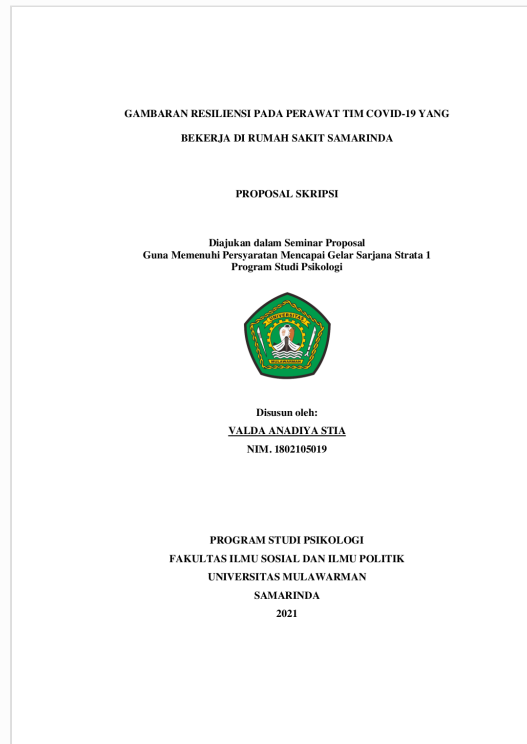 GAMBARAN RESILIENSI PADA PERAWAT TIM COVID-19 YANG
BEKERJA DI RUMAH SAKIT SAMARINDA
PROPOSAL SKRIPSI
Diajukan dalam Seminar Proposal
Guna Memenuhi Persyaratan Mencapai Gelar Sarjana Strata 1
Program Studi Psikologi
UNIVERSITAS
MULAWARMAN
Disusun oleh:
VALDA ANADIYA STIA
NIM. 1802105019
PROGRAM STUDI PSIKOLOGI
FAKULTAS ILMU SOSIAL DAN ILMU POLITIK
UNIVERSITAS MULAWARMAN
SAMARINDA
2021